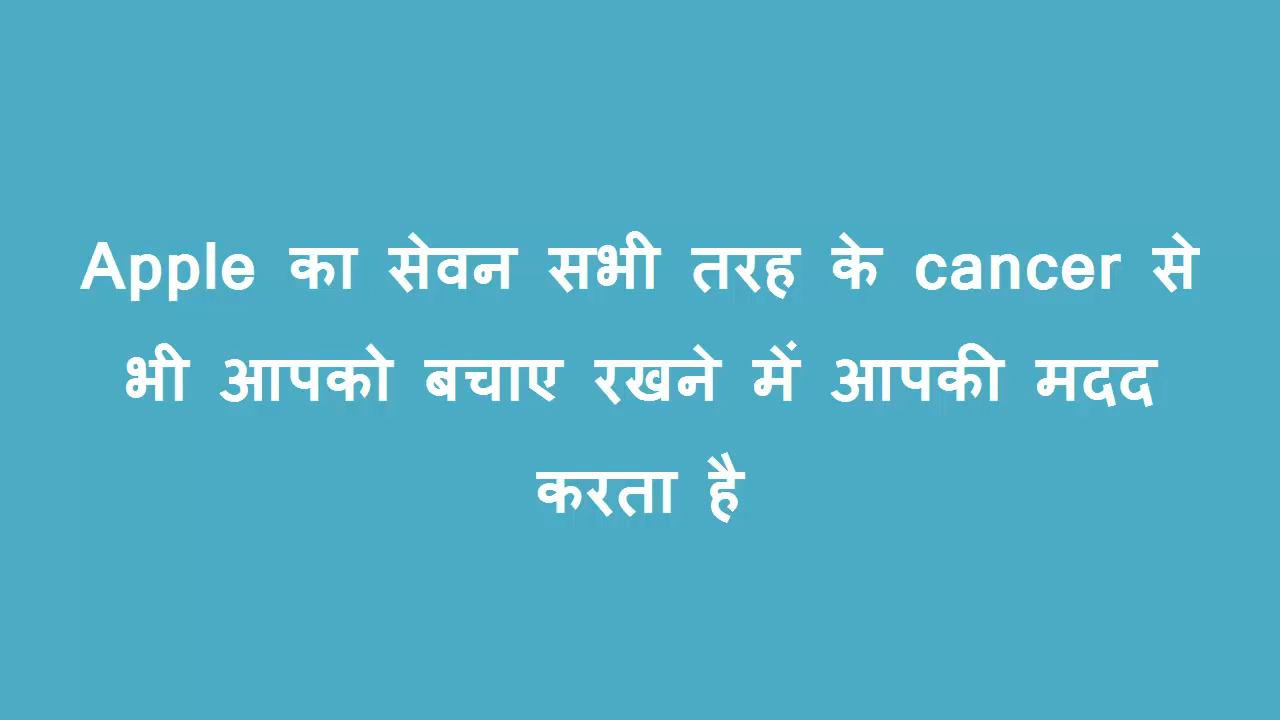 Apple का सेवन सभी तरह के cancer से
भी आपको बचाए रखने में आपकी मदद
करता है